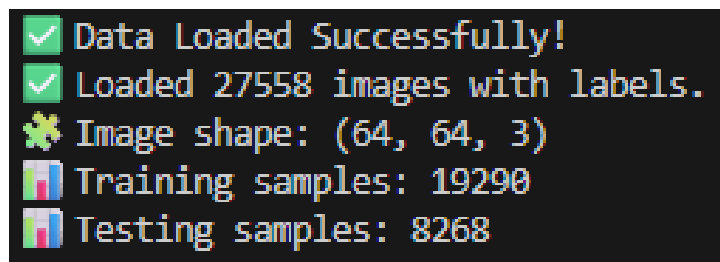 ✅ Data Loaded Successfully!
✅ Loaded 27558 images with labels.
🧩 Image shape: (64, 64, 3)
📊 Training samples: 19290
📊 Testing samples: 8268